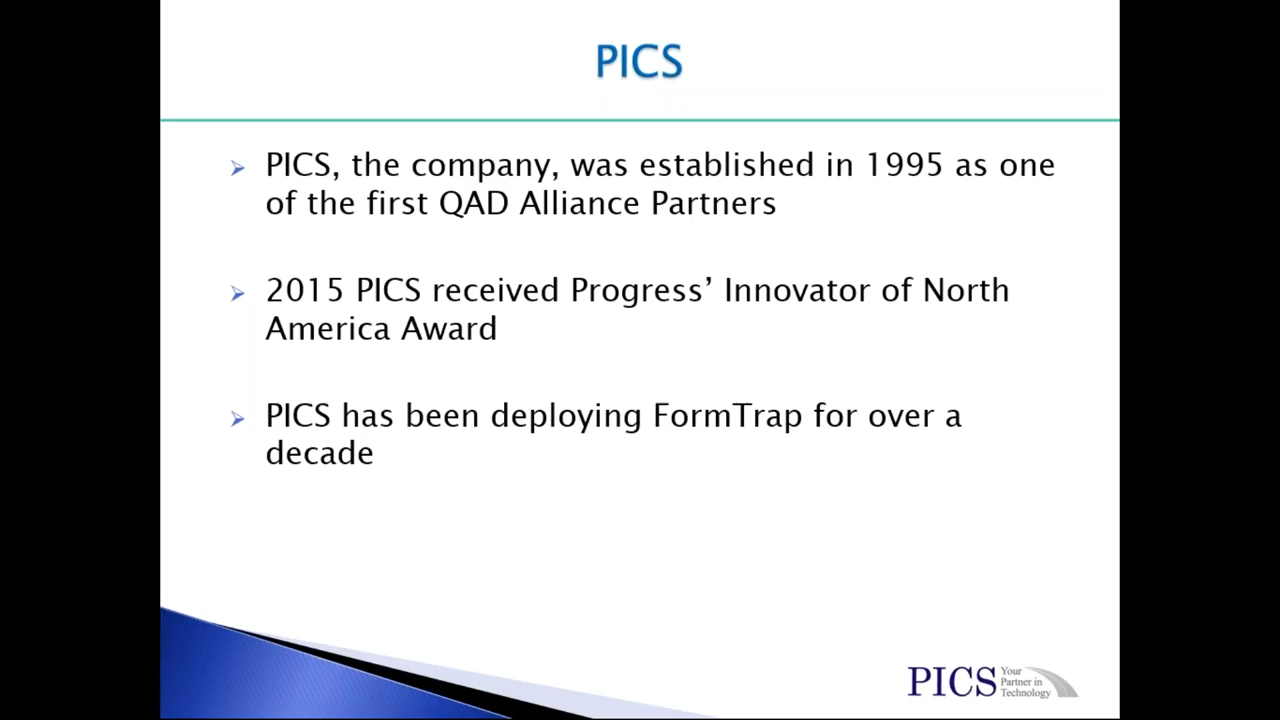 PICS
PICS, the company, was established in 1995 as one
of the first QAD Alliance Partners
2015 PICS received Progress’ Innovator of North
America Award
PICS has been deploying FormTrap for over a
decade
PICS
Your
Partner in
Technology